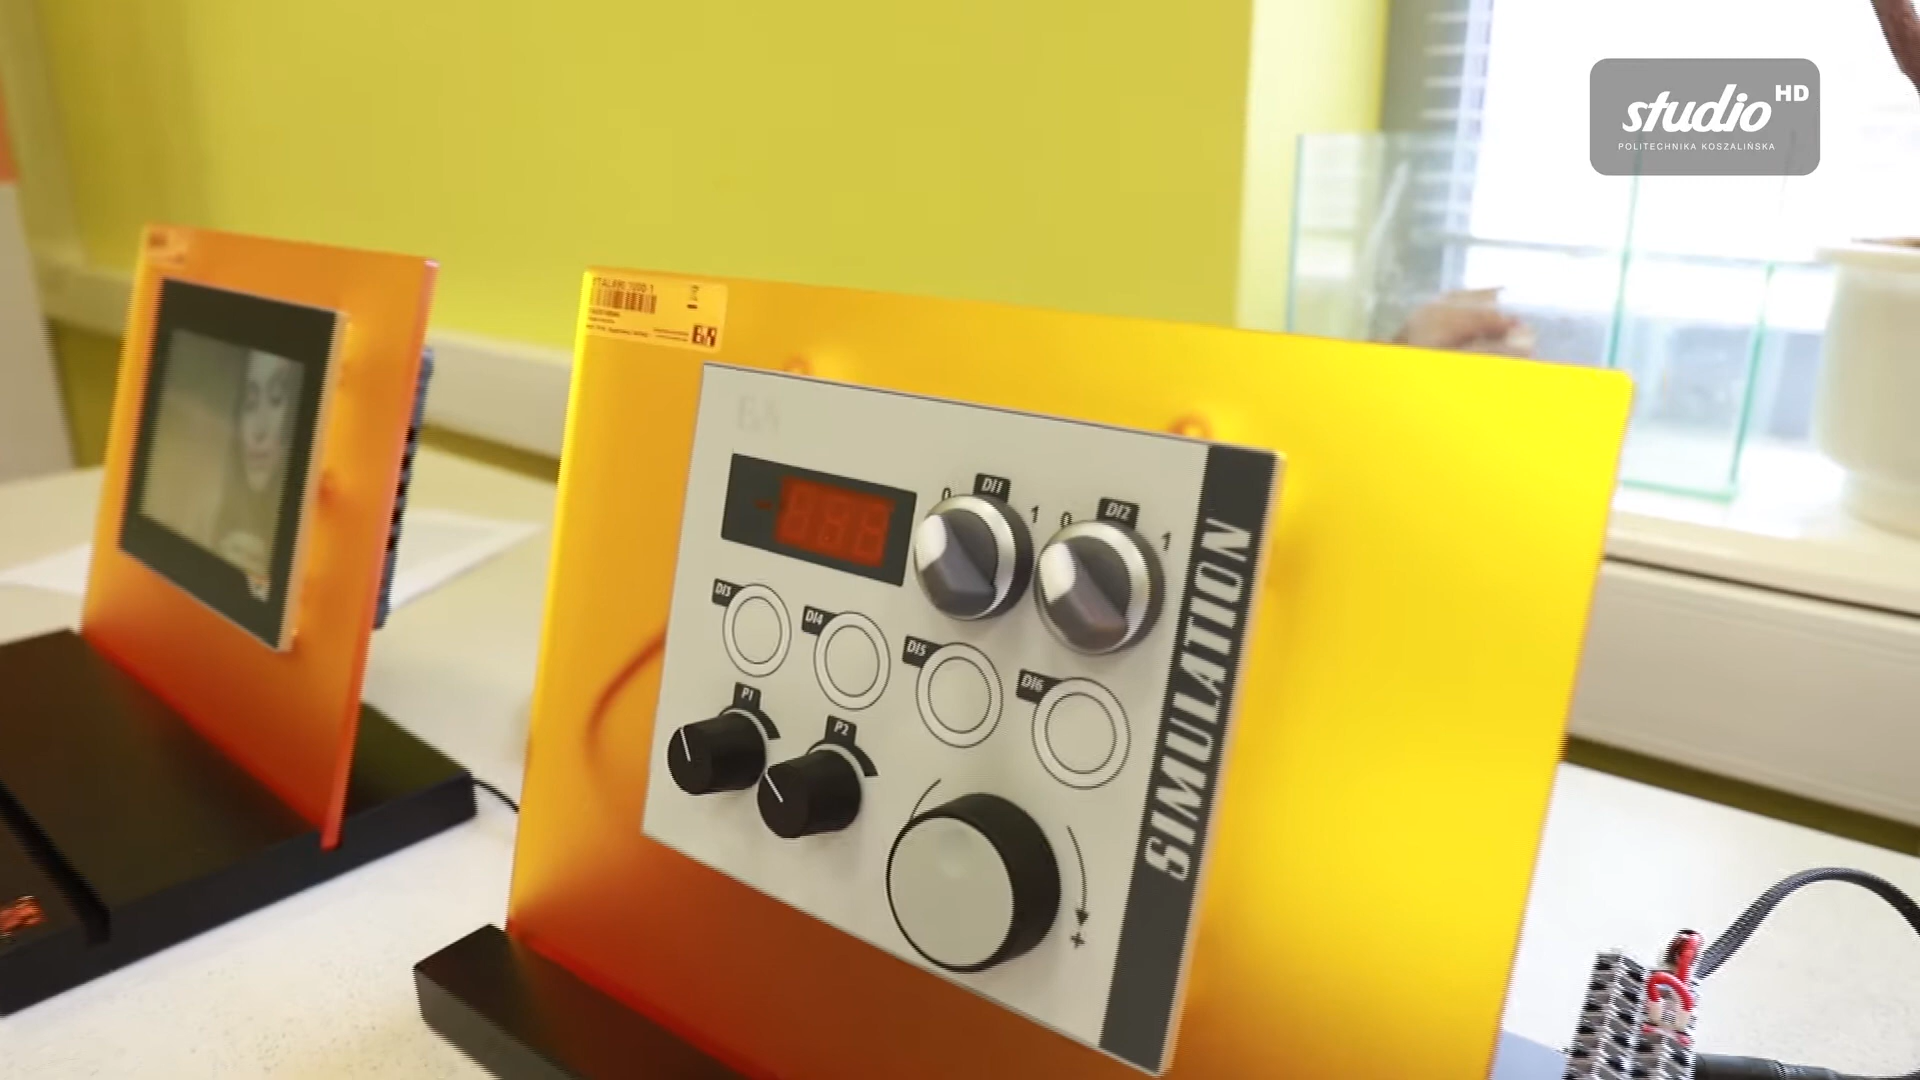 studio HD
POLITECHNIKA KOSZALIŃSKA
B&R
0 DI1 1
0 DI2 1
DI3
DI4
DI5
DI6
P1
P2
+
SIMULATION